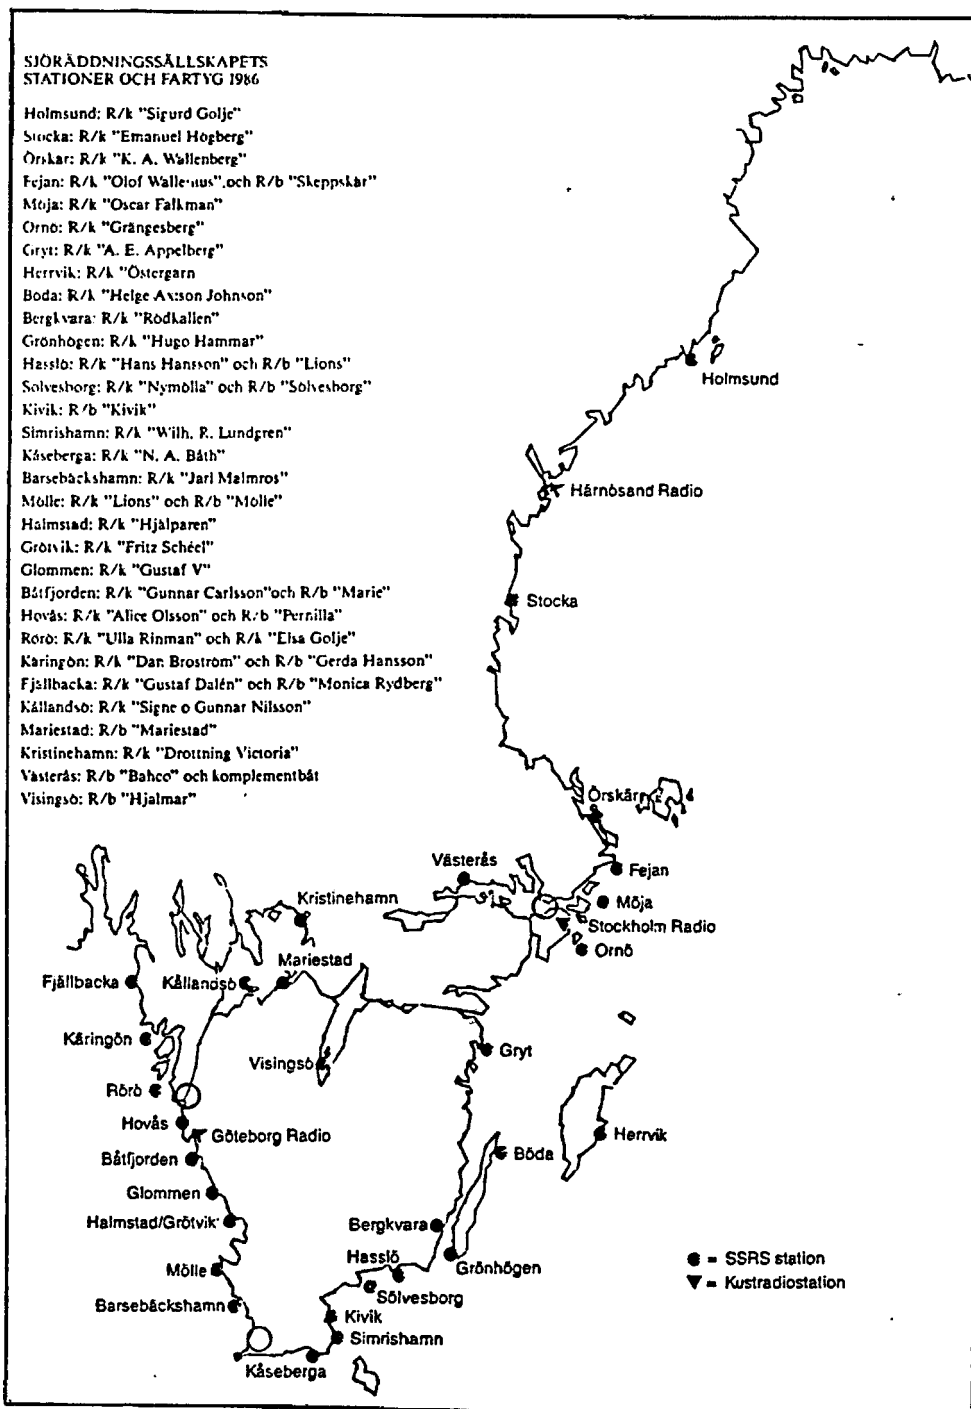 SJÖRÄDDNINGSSÄLLSKAPETS
STATIONER OCH FARTYG 1986
Holmsund: R/k "Sigurd Golje"
Stocka: R/k "Emanuel Högberg"
Örskär: R/k "K. A. Wallenberg"
Fejan: R/k "Olof Wallenius", och R/b "Skeppskär"
Möja: R/k "Oscar Falkman"
Ornö: R/k "Grängesberg"
Gryt: R/k "A. E. Appelberg"
Herrvik: R/k "Östergarn
Böda: R/k "Helge Ax:son Johnson"
Bergkvara: R/k "Rödkallen"
Grönhögen: R/k "Hugo Hammar"
Hasslö: R/k "Hans Hansson" och R/b "Lions"
Sölvesborg: R/k "Nymölla" och R/b "Sölvesborg"
Kivik: R/b "Kivik"
Simrishamn: R/k "Wilh. R. Lundgren"
Kåseberga: R/k "N. A. Båth"
Barsebäckshamn: R/k "Jarl Malmros"
Mölle: R/k "Lions" och R/b "Mölle"
Halmstad: R/k "Hjälparen"
Grötvik: R/k "Fritz Schéel"
Glommen: R/k "Gustaf V"
Båtfjorden: R/k "Gunnar Carlsson"och R/b "Marie"
Hovås: R/k "Alice Olsson" och R/b "Pernilla"
Rörö: R/k "Ulla Rinman" och R/k "Elsa Golje"
Käringön: R/k "Dan Broström" och R/b "Gerda Hansson"
Fjällbacka: R/k "Gustaf Dalén" och R/b "Monica Rydberg"
Kållandsö: R/k "Signe o Gunnar Nilsson"
Mariestad: R/b "Mariestad"
Kristinehamn: R/k "Drottning Victoria"
Västerås: R/b "Bahco" och komplementbåt
Visingsö: R/b "Hjalmar"
Holmsund
Härnösand Radio
Stocka
Örskär
Fejan
Västerås
Möja
Kristinehamn
Stockholm Radio
Ornö
Mariestad
Fjällbacka
Kållandsö
Käringön
Gryt
Visingsö
Rörö
Hovås
Göteborg Radio
Herrvik
Böda
Båtfjorden
Glommen
Halmstad/Grötvik
Bergkvara
Hasslö
Grönhögen
Mölle
Sölvesborg
Barsebäckshamn
Kivik
Simrishamn
Kåseberga
● = SSRS station
▼ = Kustradiostation